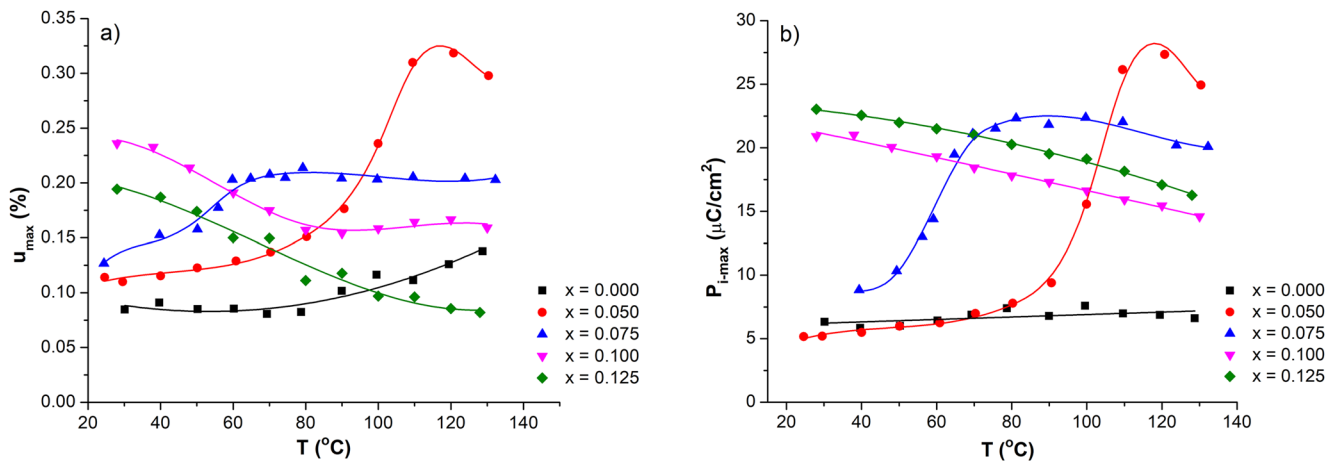 a)
0.35
0.30
0.25
0.20
0.15
0.10
0.05
0.00
u_max (%)
20 40 60 80 100 120 140
T (°C)
x = 0.000
x = 0.050
x = 0.075
x = 0.100
x = 0.125
b)
30
25
20
15
10
5
0
P_i-max (μC/cm²)
20 40 60 80 100 120 140
T (°C)
x = 0.000
x = 0.050
x = 0.075
x = 0.100
x = 0.125